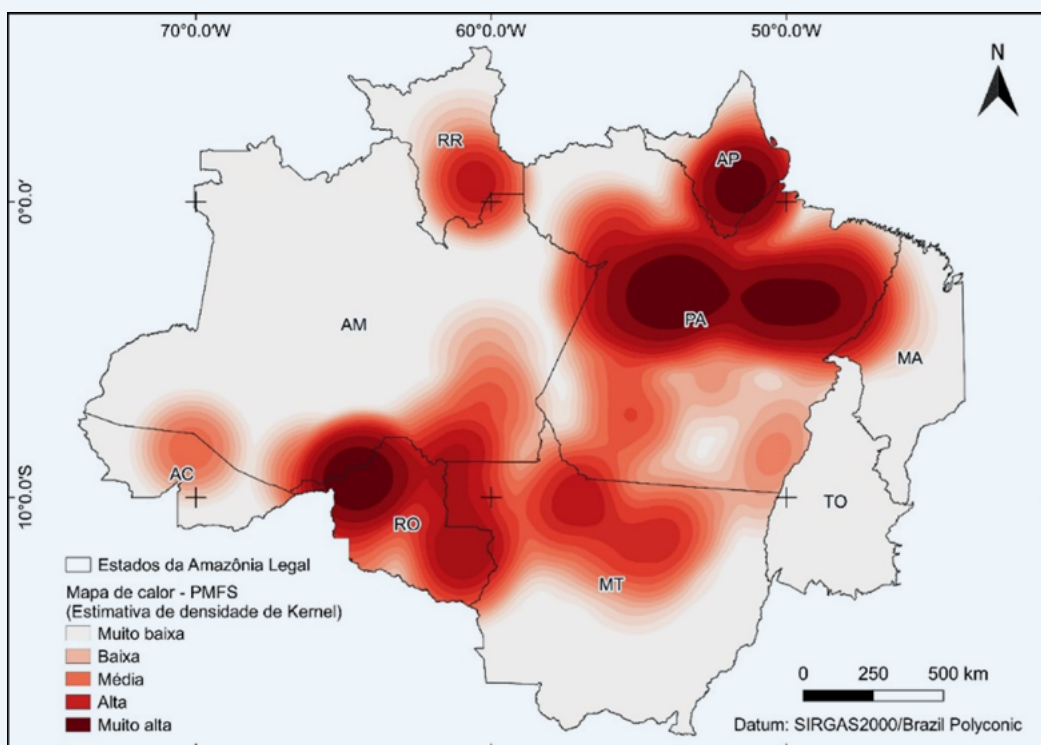 70°0.0'W 60°0.0'W 50°0.0'W
N
RR
AP
0°0.0'
PA
AM
MA
AC
TO
10°0.0'S
RO
MT
Estados da Amazônia Legal
Mapa de calor - PMFS
(Estimativa de densidade de Kernel)
Muito baixa
Baixa
Média
Alta
Muito alta
0 250 500 km
Datum: SIRGAS2000/Brazil Polyconic